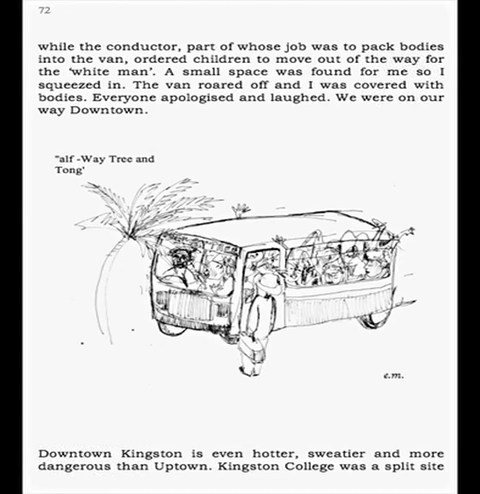 72
while the conductor, part of whose job was to pack bodies
into the van, ordered children to move out of the way for
the 'white man'. A small space was found for me so I
squeezed in. The van roared off and I was covered with
bodies. Everyone apologised and laughed. We were on our
way Downtown.
"alf -Way Tree and
Tong'
e.m.
Downtown Kingston is even hotter, sweatier and more
dangerous than Uptown. Kingston College was a split site